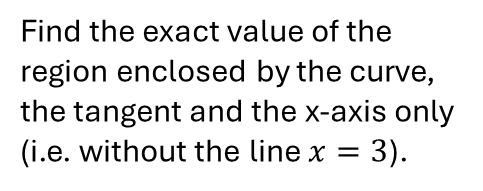 Find the exact value of the
region enclosed by the curve,
the tangent and the x-axis only
(i.e. without the line x = 3).